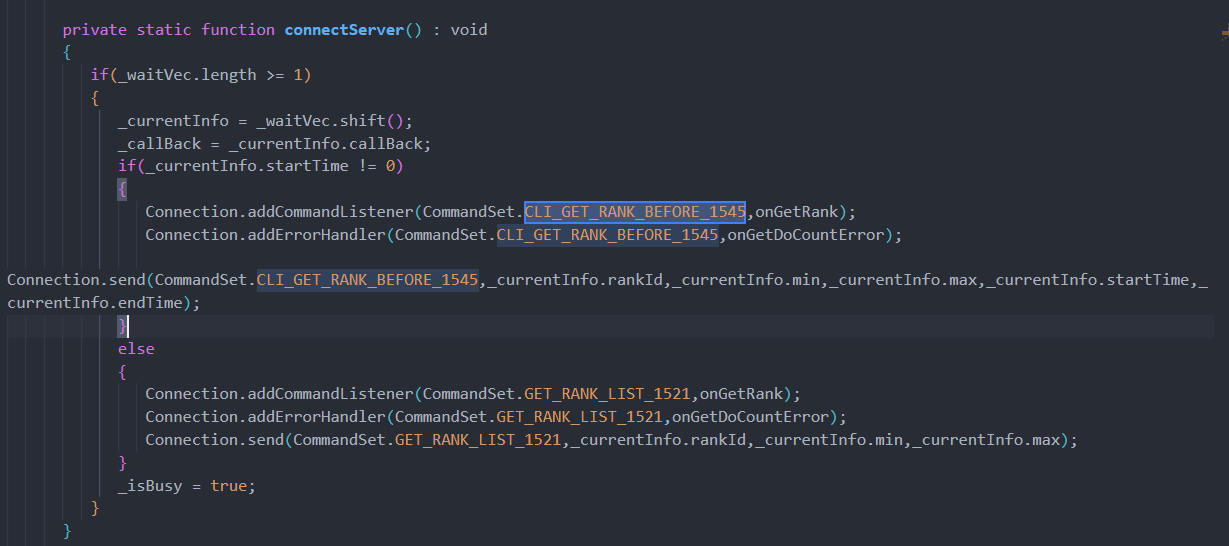 private static function connectServer() : void
{
if(_waitVec.length >= 1)
{
_currentInfo = _waitVec.shift();
_callBack = _currentInfo.callBack;
if(_currentInfo.startTime != 0)
{
Connection.addCommandListener(CommandSet.CLI_GET_RANK_BEFORE_1545,onGetRank);
Connection.addErrorHandler(CommandSet.CLI_GET_RANK_BEFORE_1545,onGetDoCountError);
Connection.send(CommandSet.CLI_GET_RANK_BEFORE_1545,_currentInfo.rankId,_currentInfo.min,_currentInfo.max,_currentInfo.startTime,_
currentInfo.endTime);
}
else
{
Connection.addCommandListener(CommandSet.GET_RANK_LIST_1521,onGetRank);
Connection.addErrorHandler(CommandSet.GET_RANK_LIST_1521,onGetDoCountError);
Connection.send(CommandSet.GET_RANK_LIST_1521,_currentInfo.rankId,_currentInfo.min,_currentInfo.max);
}
_isBusy = true;
}
}